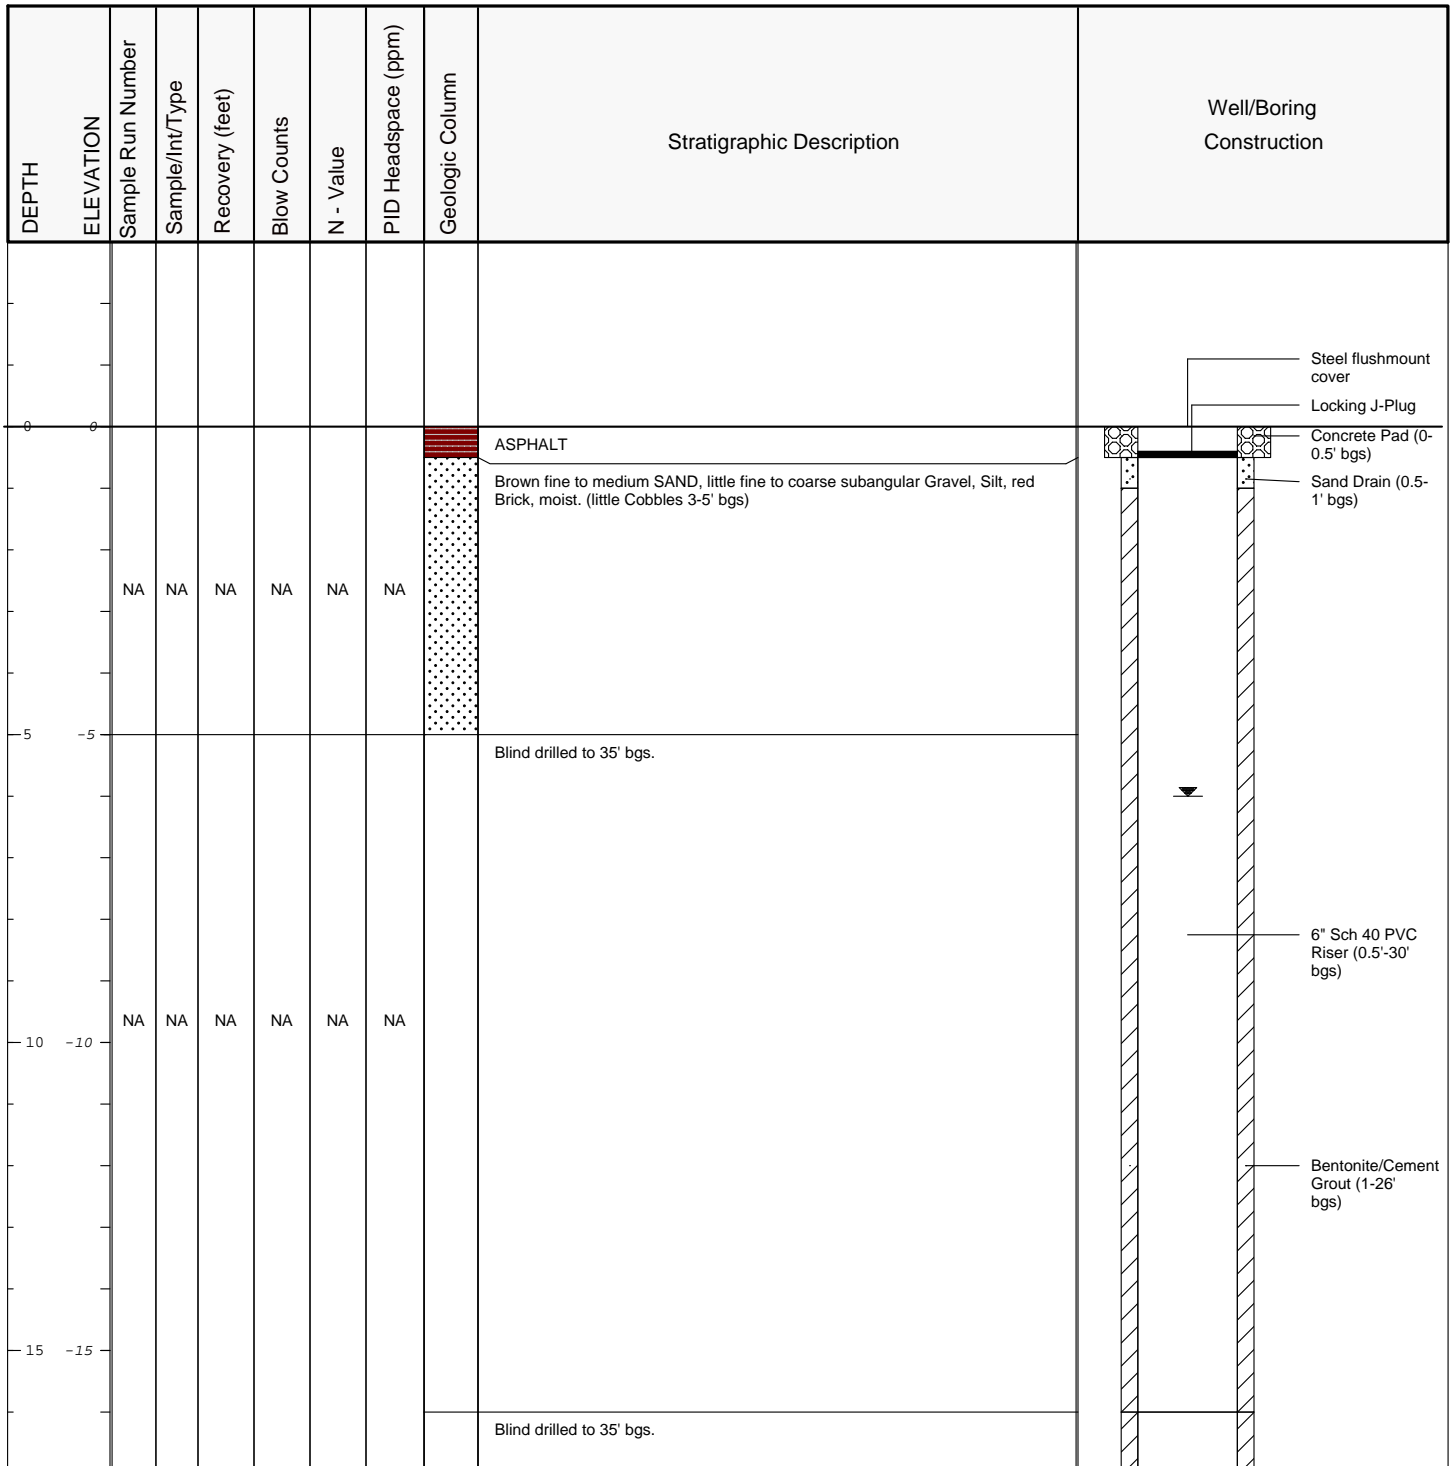 DEPTH
ELEVATION
Sample Run Number
Sample/Int/Type
Recovery (feet)
Blow Counts
N - Value
PID Headspace (ppm)
Geologic Column
Stratigraphic Description
Well/Boring
Construction
Steel flushmount
cover
Locking J-Plug
0 0
ASPHALT
Concrete Pad (0-
0.5' bgs)
Brown fine to medium SAND, little fine to coarse subangular Gravel, Silt, red
Brick, moist. (little Cobbles 3-5' bgs)
Sand Drain (0.5-
1' bgs)
NA NA NA NA NA NA
5 -5
Blind drilled to 35' bgs.
6" Sch 40 PVC
Riser (0.5'-30'
bgs)
NA NA NA NA NA NA
10 -10
Bentonite/Cement
Grout (1-26'
bgs)
15 -15
Blind drilled to 35' bgs.